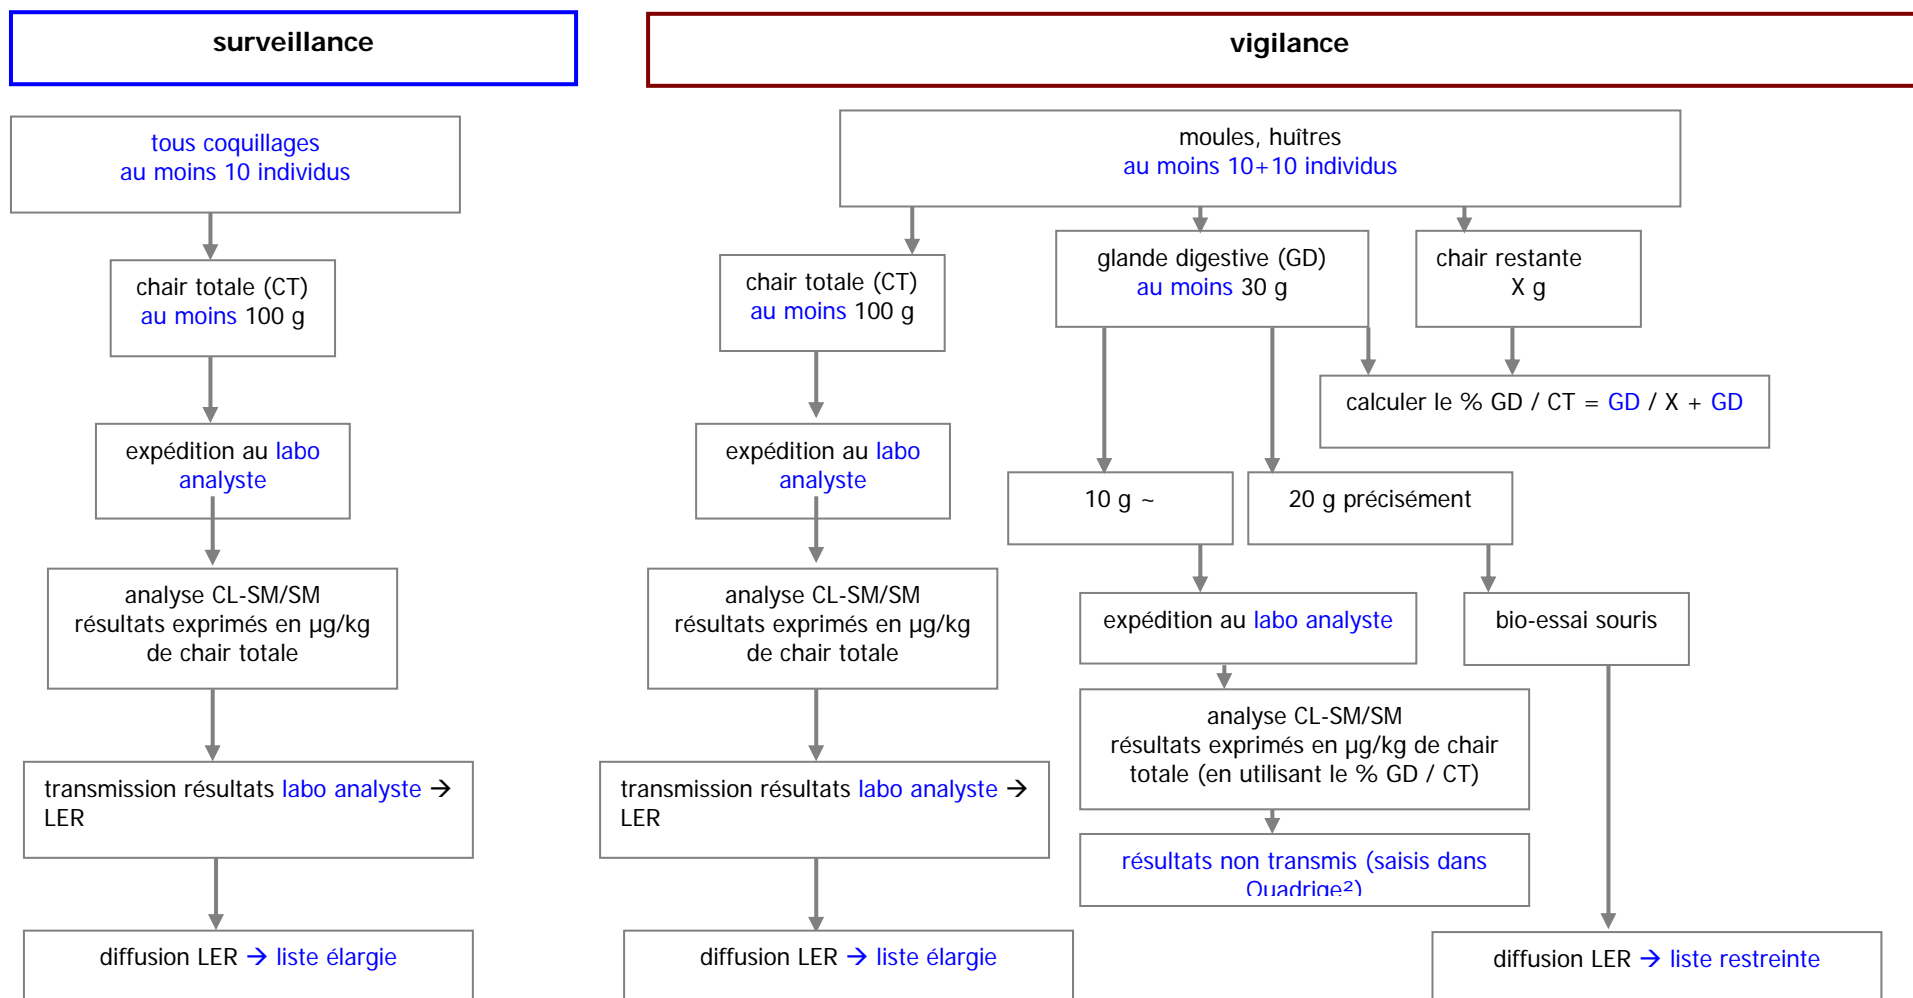 surveillance
tous coquillages
au moins 10 individus
chair totale (CT)
au moins 100 g
expédition au labo
analyste
analyse CL-SM/SM
résultats exprimés en µg/kg
de chair totale
transmission résultats labo analyste →
LER
diffusion LER → liste élargie
vigilance
moules, huîtres
au moins 10+10 individus
chair totale (CT)
au moins 100 g
expédition au labo
analyste
analyse CL-SM/SM
résultats exprimés en µg/kg
de chair totale
transmission résultats labo analyste →
LER
diffusion LER → liste élargie
glande digestive (GD)
au moins 30 g
chair restante
X g
calculer le % GD / CT = GD / X + GD
10 g ~
20 g précisément
expédition au labo analyste
analyse CL-SM/SM
résultats exprimés en µg/kg de chair
totale (en utilisant le % GD / CT)
résultats non transmis (saisis dans
Quadrige²)
bio-essai souris
diffusion LER → liste restreinte